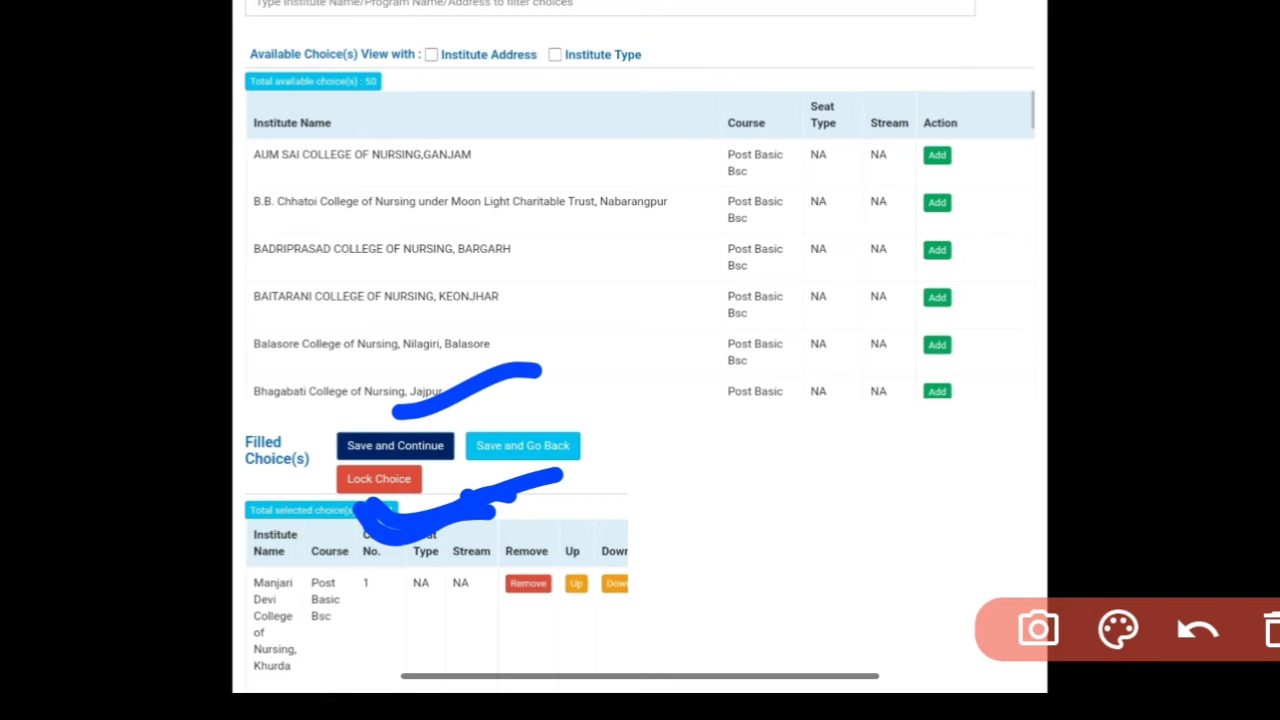 Type Institute Name/Program Name/Address to filter choices
Available Choice(s) View with : Institute Address Institute Type
Total available choice(s) : 50
Institute Name Course Seat Type Stream Action
AUM SAI COLLEGE OF NURSING,GANJAM Post Basic Bsc NA NA Add
B.B. Chhatoi College of Nursing under Moon Light Charitable Trust, Nabarangpur Post Basic Bsc NA NA Add
BADRIPRASAD COLLEGE OF NURSING, BARGARH Post Basic Bsc NA NA Add
BAITARANI COLLEGE OF NURSING, KEONJHAR Post Basic Bsc NA NA Add
Balasore College of Nursing, Nilagiri, Balasore Post Basic Bsc NA NA Add
Bhagabati College of Nursing, Jajpur Post Basic NA NA Add
Filled Choice(s) Save and Continue Save and Go Back
Lock Choice
Total selected choice(s)
Institute Name Course No. Type Stream Remove Up Down
Manjari Devi College of Nursing, Khurda Post Basic Bsc 1 NA NA Remove Up Down